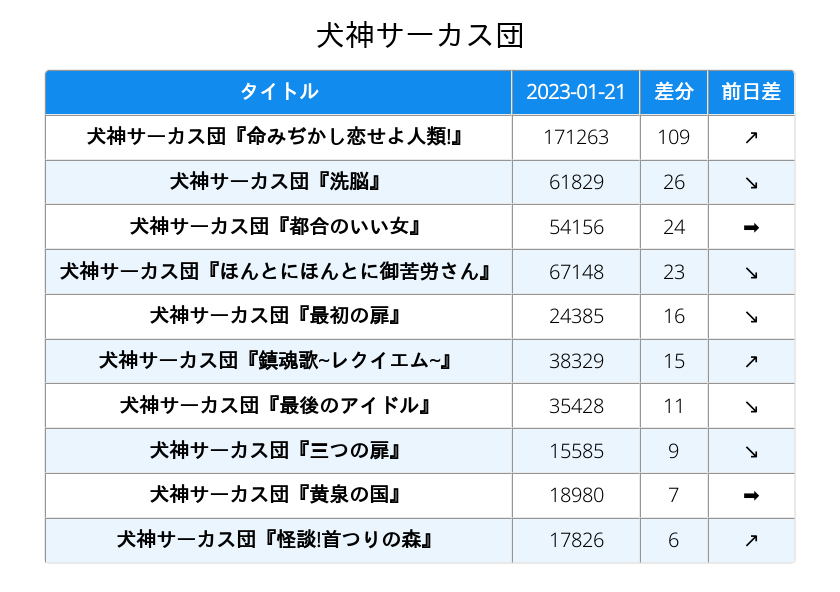 犬神サーカス団
タイトル 2023-01-21 差分 前日差
犬神サーカス団『命みぢかし恋せよ人類!』 171263 109 ↗
犬神サーカス団『洗脳』 61829 26 ↘
犬神サーカス団『都合のいい女』 54156 24 ➡
犬神サーカス団『ほんとにほんとに御苦労さん』 67148 23 ↘
犬神サーカス団『最初の扉』 24385 16 ↘
犬神サーカス団『鎮魂歌~レクイエム~』 38329 15 ↗
犬神サーカス団『最後のアイドル』 35428 11 ↘
犬神サーカス団『三つの扉』 15585 9 ↘
犬神サーカス団『黄泉の国』 18980 7 ➡
犬神サーカス団『怪談!首つりの森』 17826 6 ↗